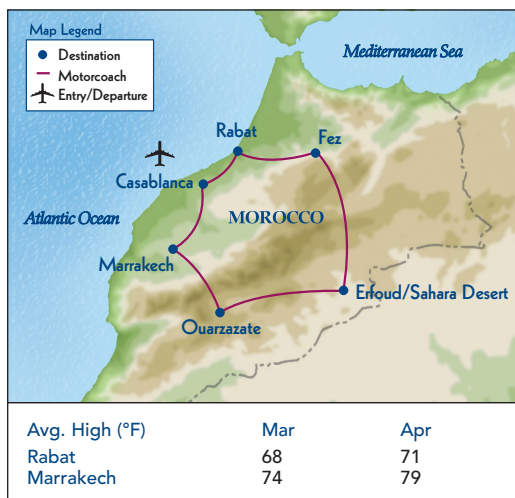 Map Legend
Destination
Motorcoach
Entry/Departure
Mediterranean Sea
Rabat
Fez
Casablanca
Atlantic Ocean
MOROCCO
Marrakech
Erfoud/Sahara Desert
Ouarzazate
Avg. High (°F) Mar Apr
Rabat 68 71
Marrakech 74 79